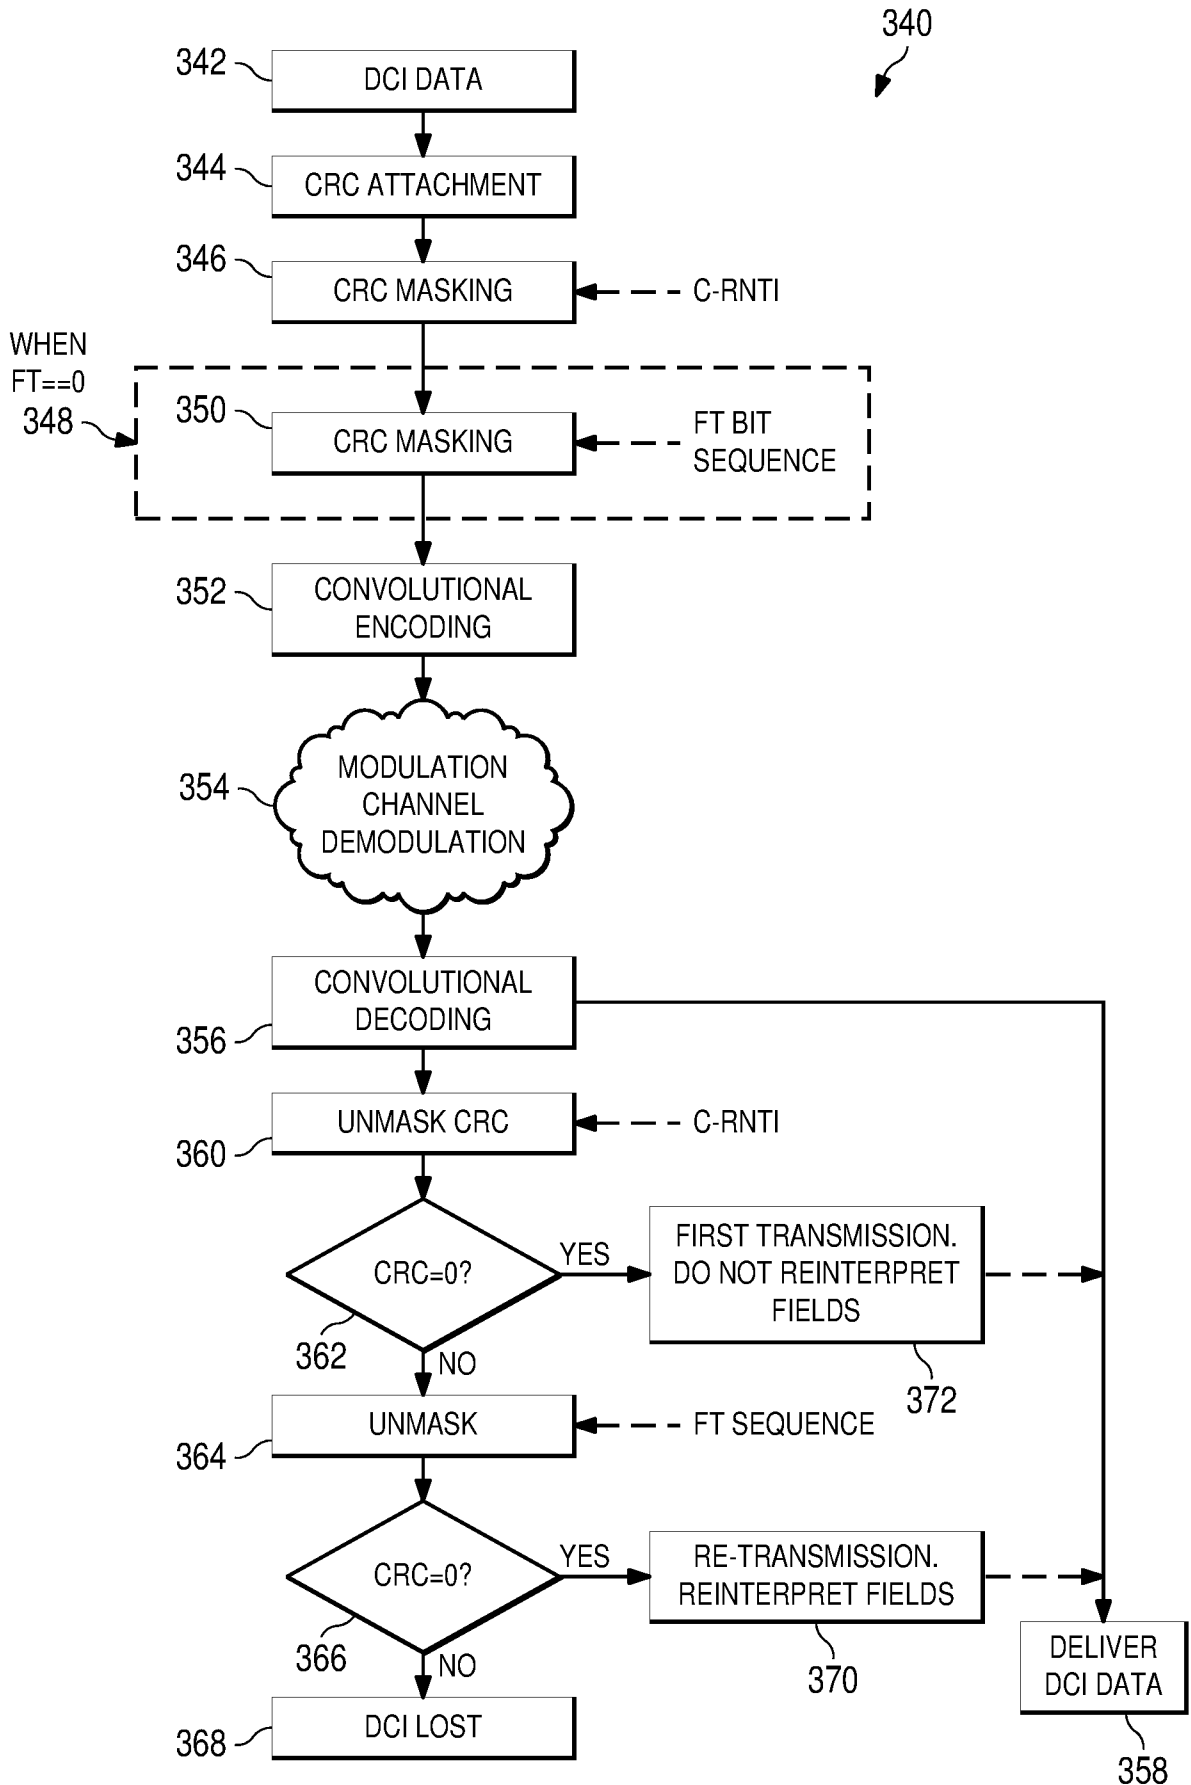 340
342
DCI DATA
344
CRC ATTACHMENT
346
CRC MASKING
C-RNTI
WHEN
FT==0
348
350
CRC MASKING
FT BIT
SEQUENCE
352
CONVOLUTIONAL
ENCODING
354
MODULATION
CHANNEL
DEMODULATION
CONVOLUTIONAL
DECODING
356
UNMASK CRC
C-RNTI
360
CRC=0?
YES
FIRST TRANSMISSION.
DO NOT REINTERPRET
FIELDS
362
NO
372
UNMASK
FT SEQUENCE
364
CRC=0?
YES
RE-TRANSMISSION.
REINTERPRET FIELDS
366
NO
370
DELIVER
DCI DATA
DCI LOST
368
358